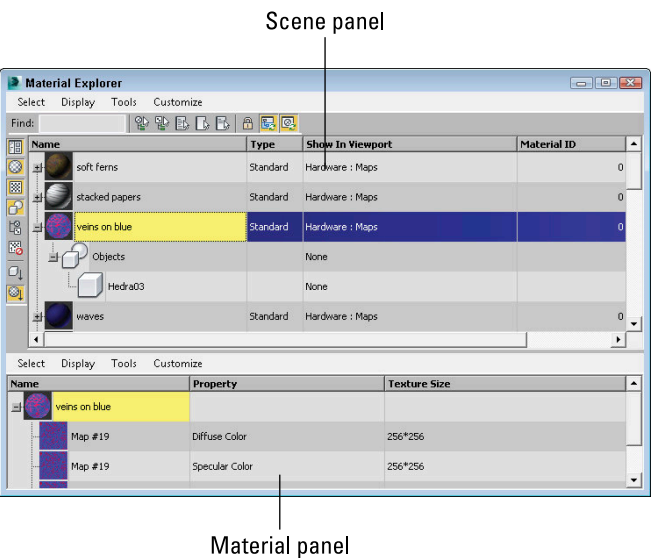 Scene panel
Material Explorer
Select Display Tools Customize
Find:
Name Type Show In Viewport Material ID
soft ferns Standard Hardware : Maps 0
stacked papers Standard Hardware : Maps 0
veins on blue Standard Hardware : Maps 0
Objects None
Hedra03 None
waves Standard Hardware : Maps 0
Select Display Tools Customize
Name Property Texture Size
veins on blue
Map #19 Diffuse Color 256*256
Map #19 Specular Color 256*256
Material panel